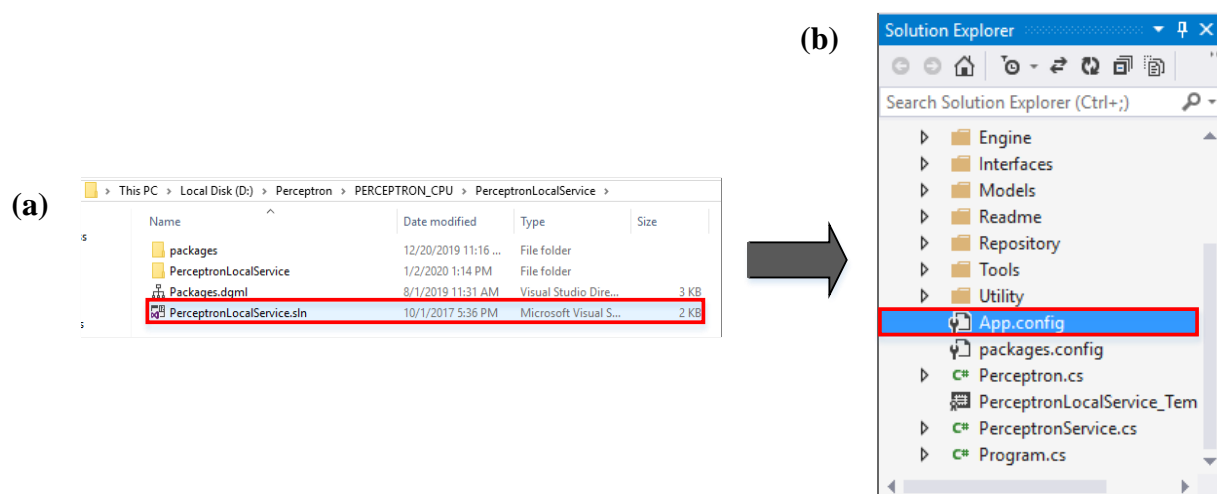 (a)
This PC > Local Disk (D:) > Perceptron > PERCEPTRON_CPU > PerceptronLocalService >
Name Date modified Type Size
ss
packages 12/20/2019 11:16 ... File folder
PerceptronLocalService 1/2/2020 1:14 PM File folder
Packages.dgml 8/1/2019 11:31 AM Visual Studio Dire... 3 KB
PerceptronLocalService.sln 10/1/2017 5:36 PM Microsoft Visual S... 2 KB
s
(b)
Solution Explorer
Search Solution Explorer (Ctrl+;)
Engine
Interfaces
Models
Readme
Repository
Tools
Utility
App.config
packages.config
C# Perceptron.cs
PerceptronLocalService_Tem
C# PerceptronService.cs
C# Program.cs